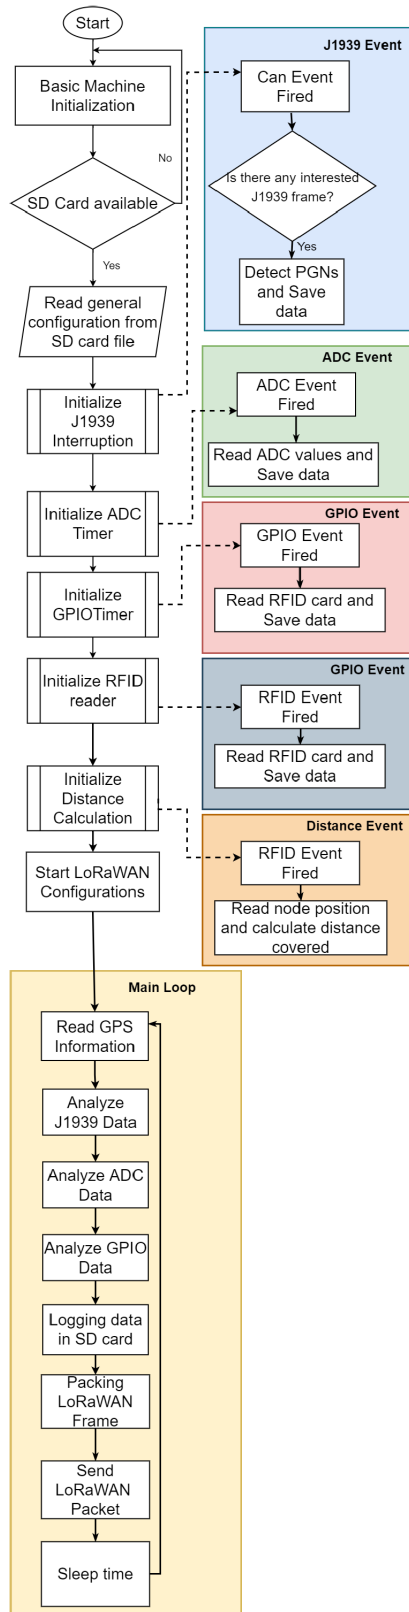 Start
Basic Machine
Initialization
No
SD Card available
Yes
Read general
configuration from
SD card file
Initialize
J1939
Interruption
Initialize ADC
Timer
Initialize
GPIOTimer
Initialize RFID
reader
Initialize
Distance
Calculation
Start LoRaWAN
Configurations
J1939 Event
Can Event
Fired
Is there any interested
J1939 frame?
Yes
Detect PGNs
and Save
data
ADC Event
ADC Event
Fired
Read ADC values and
Save data
GPIO Event
GPIO Event
Fired
Read RFID card and
Save data
GPIO Event
RFID Event
Fired
Read RFID card and
Save data
Distance Event
RFID Event
Fired
Read node position
and calculate distance
covered
Main Loop
Read GPS
Information
Analyze
J1939 Data
Analyze ADC
Data
Analyze GPIO
Data
Logging data
in SD card
Packing
LoRaWAN
Frame
Send
LoRaWAN
Packet
Sleep time